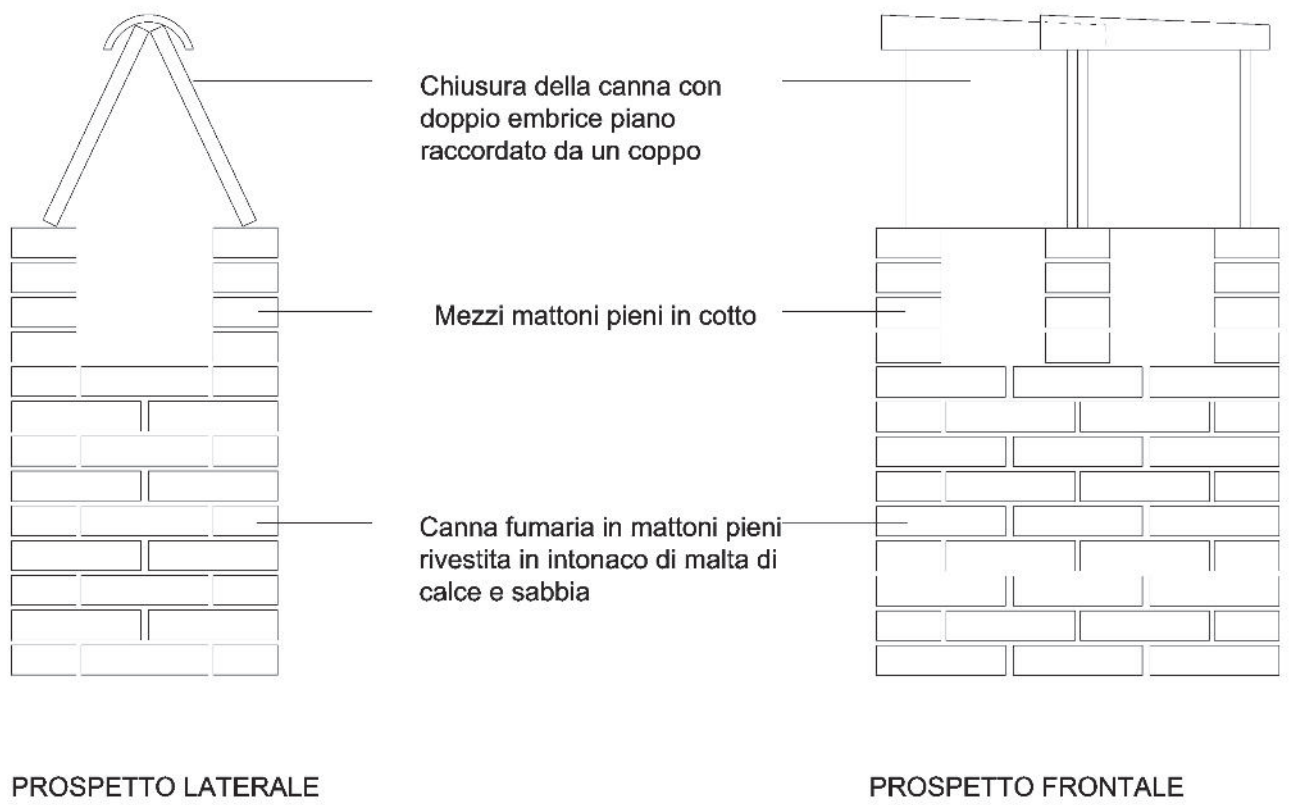 Chiusura della canna con
doppio embrice piano
raccordato da un coppo
Mezzi mattoni pieni in cotto
Canna fumaria in mattoni pieni
rivestita in intonaco di malta di
calce e sabbia
PROSPETTO LATERALE
PROSPETTO FRONTALE